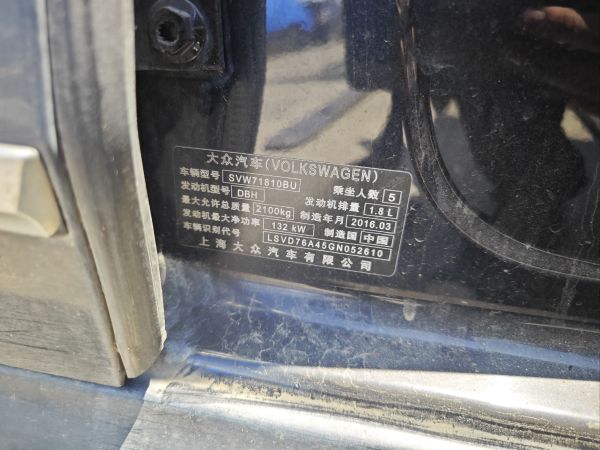 大众汽车(VOLKSWAGEN)
车辆型号 SVW71810BU 乘坐人数 5
发动机型号 DBH 发动机排量 1.8 L
最大允许总质量 2100kg 制造年月 2016.03
发动机最大净功率 132 kW 制造国 中国
车辆识别代号 LSVD76A45GN052610
上海大众汽车有限公司